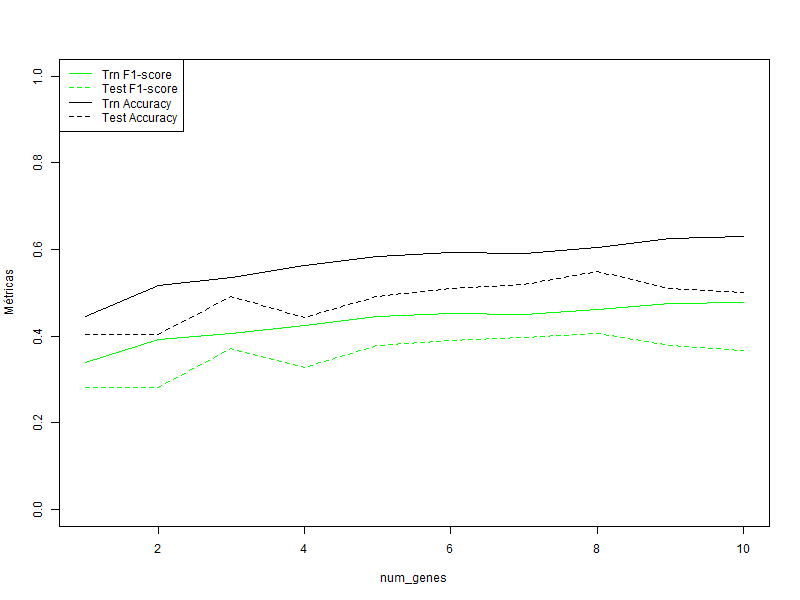 Trn F1-score
Test F1-score
Trn Accuracy
Test Accuracy
Métricas
1.0
0.8
0.6
0.4
0.2
0.0
2
4
6
8
10
num_genes